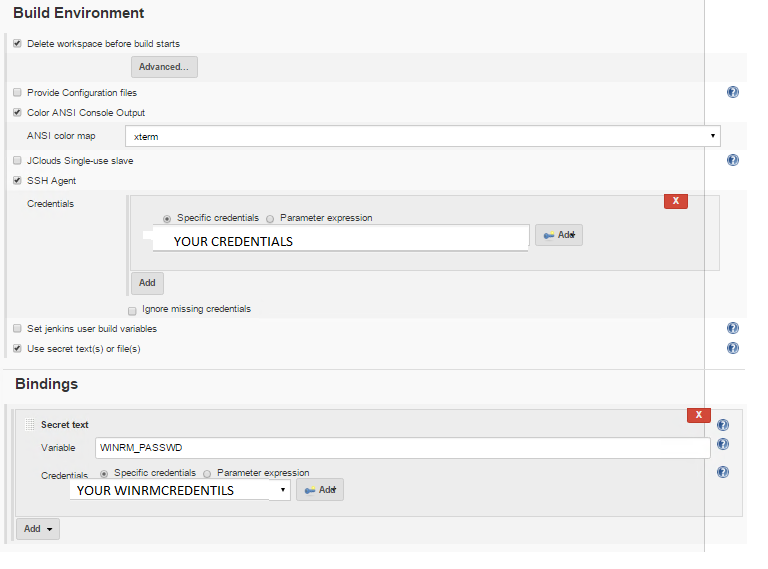 Build Environment
Delete workspace before build starts
Advanced...
Provide Configuration files
Color ANSI Console Output
ANSI color map xterm
JClouds Single-use slave
SSH Agent
Credentials
X
Specific credentials Parameter expression
YOUR CREDENTIALS Add
Add
Ignore missing credentials
Set jenkins user build variables
Use secret text(s) or file(s)
Bindings
X
Secret text
Variable WINRM_PASSWD
Credentials Specific credentials Parameter expression
YOUR WINRMCREDENTILS Add
Add